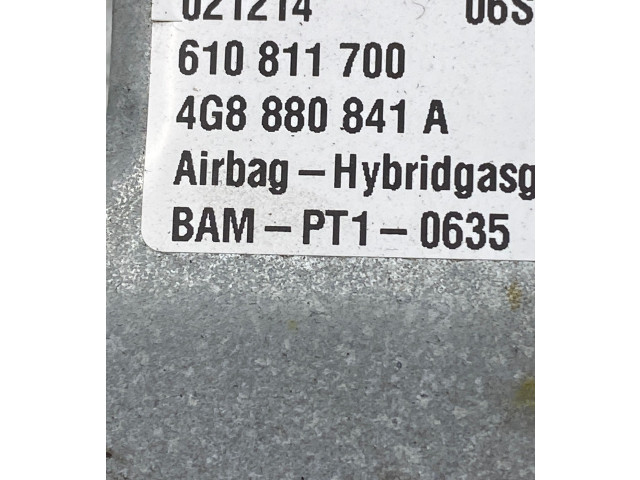 021214 06S
610 811 700
4G8 880 841 A
Airbag – Hybridgasg
BAM – PT1 – 0635